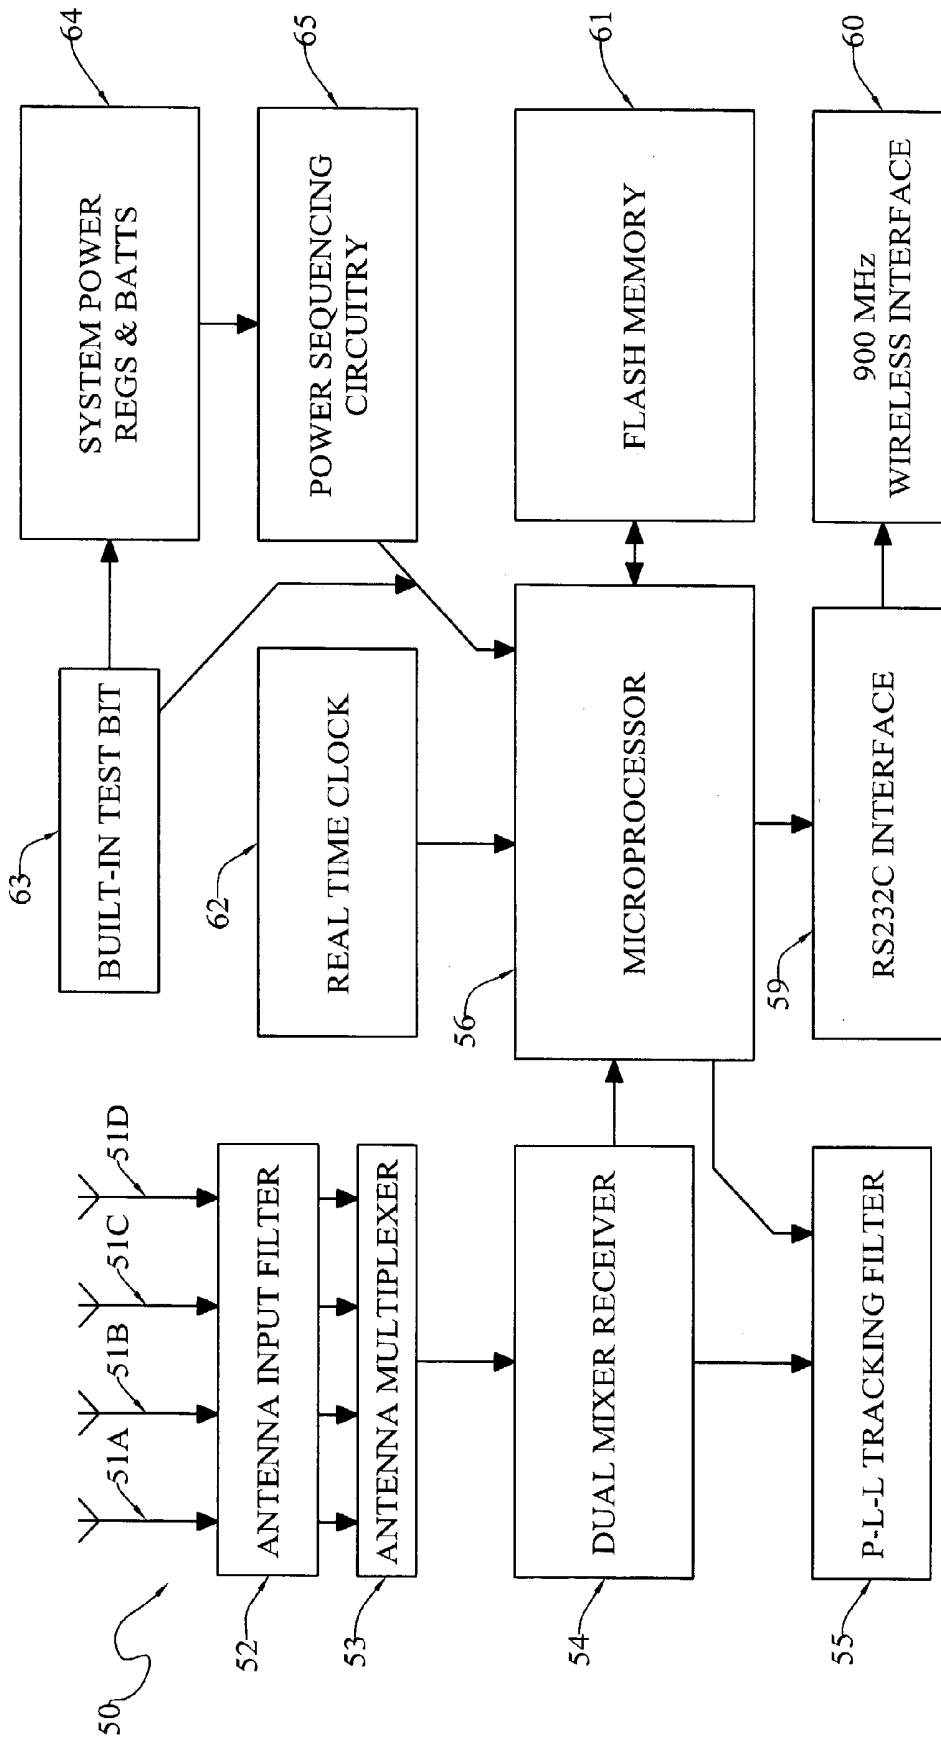 50
51A
51B
51C
51D
52
ANTENNA INPUT FILTER
53
ANTENNA MULTIPLEXER
54
DUAL MIXER RECEIVER
55
P-L-L TRACKING FILTER
63
BUILT-IN TEST BIT
62
REAL TIME CLOCK
56
MICROPROCESSOR
59
RS232C INTERFACE
64
SYSTEM POWER
REGS & BATTS
65
POWER SEQUENCING
CIRCUITRY
61
FLASH MEMORY
60
900 MHz
WIRELESS INTERFACE